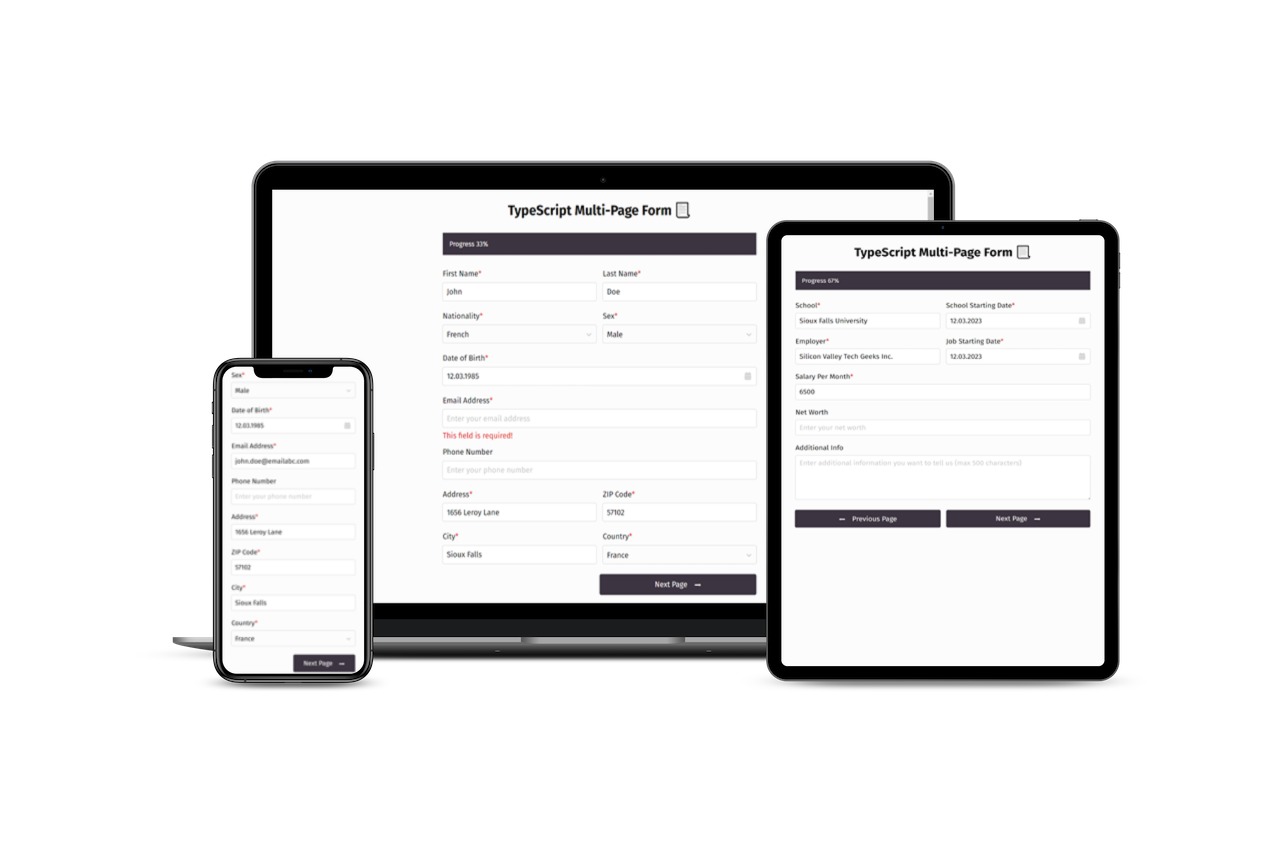 TypeScript Multi-Page Form
Progress 33%
First Name* Last Name*
John Doe
Nationality* Sex*
French Male
Date of Birth*
12.03.1985
Email Address*
Enter your email address
This field is required!
Phone Number
Enter your phone number
Address* ZIP Code*
1656 Leroy Lane 57102
City* Country*
Sioux Falls France
Next Page
Sex*
Male
Date of Birth*
12.03.1985
Email Address*
john.doe@emailabc.com
Phone Number
Enter your phone number
Address*
1656 Leroy Lane
ZIP Code*
57102
City*
Sioux Falls
Country*
France
Next Page
TypeScript Multi-Page Form
Progress 67%
School* School Starting Date*
Sioux Falls University 12.03.2023
Employer* Job Starting Date*
Silicon Valley Tech Geeks Inc. 12.03.2023
Salary Per Month*
6500
Net Worth
Enter your net worth
Additional Info
Enter additional information you want to tell us (max 500 characters)
Previous Page Next Page